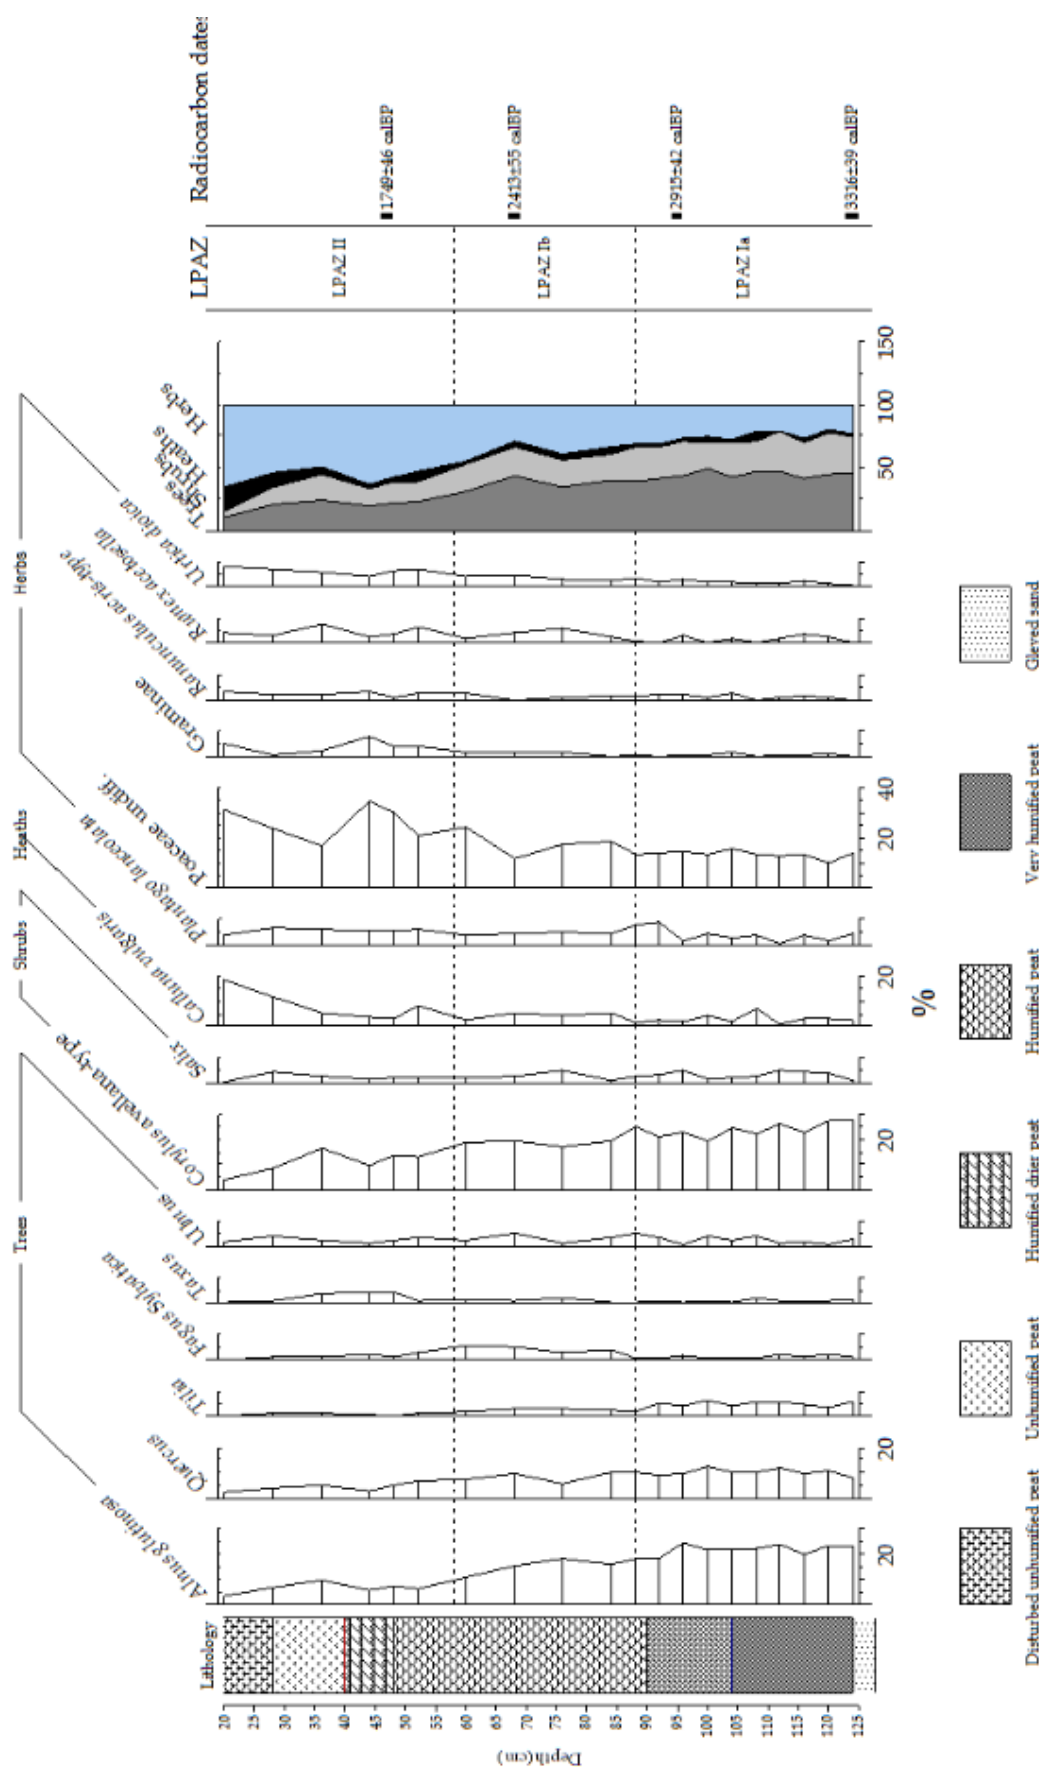 Trees
Shrubs
Heaths
Herbs
Lithology
Alnus glutinosa
Quercus
Tilia
Fagus Sylvatica
Taxus
Ulmus
Corylus avellana-type
Salix
Calluna vulgaris
Plantago lanceolata
Poaceae undiff.
Graminae
Ranunculus acris-type
Rumex acetosella
Urtika dioica
Trees
Shrubs
Heaths
Herbs
LPAZ
Radiocarbon dates
Depth(cm)
20
25
30
35
40
45
50
55
60
65
70
75
80
85
90
95
100
105
110
115
120
125
LPAZ II
LPAZ Ib
LPAZ Ia
1749±46 calBP
2413±55 calBP
2915±42 calBP
3316±39 calBP
20
20
20
20
20
40
50
100
150
%
Disturbed unhumified peat
Unhumified peat
Humified drier peat
Humified peat
Very humified peat
Gleyed sand